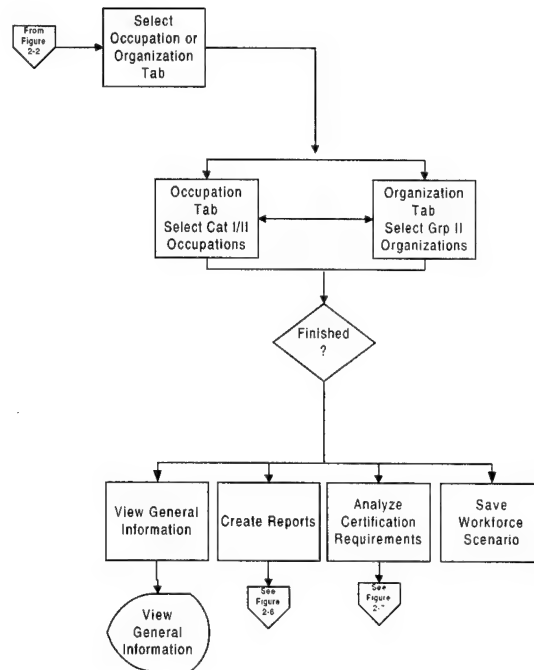 From
Figure
2-2
Select
Occupation or
Organization
Tab
Occupation
Tab
Select Cat I/II
Occupations
Organization
Tab
Select Grp II
Organizations
Finished
?
View General
Information
Create Reports
Analyze
Certification
Requirements
Save
Workforce
Scenario
See
Figure
2-6
See
Figure
2-7
View
General
Information